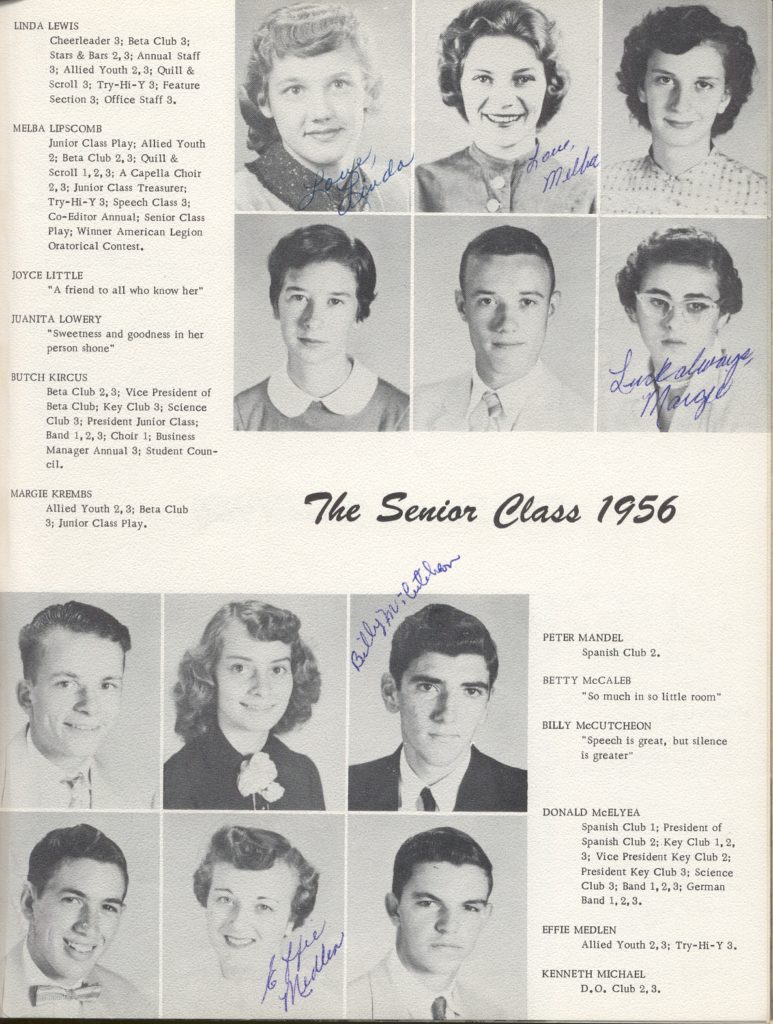 LINDA LEWIS
Cheerleader 3; Beta Club 3;
Stars & Bars 2, 3; Annual Staff
3; Allied Youth 2, 3; Quill &
Scroll 3; Try-Hi-Y 3; Feature
Section 3; Office Staff 3.
MELBA LIPSCOMB
Junior Class Play; Allied Youth
2; Beta Club 2, 3; Quill &
Scroll 1, 2, 3; A Capella Choir
2, 3; Junior Class Treasurer;
Try-Hi-Y 3; Speech Class 3;
Co-Editor Annual; Senior Class
Play; Winner American Legion
Oratorical Contest.
JOYCE LITTLE
"A friend to all who know her"
JUANITA LOWERY
"Sweetness and goodness in her
person shone"
BUTCH KIRCUS
Beta Club 2, 3; Vice President of
Beta Club; Key Club 3; Science
Club 3; President Junior Class;
Band 1, 2, 3; Choir 1; Business
Manager Annual 3; Student Coun-
cil.
MARGIE KREMBS
Allied Youth 2, 3; Beta Club
3; Junior Class Play.
Love,
Linda
Love,
Melba
Luck always,
Margie
The Senior Class 1956
Billy McCutcheon
Effie
Medlen
PETER MANDEL
Spanish Club 2.
BETTY McCALEB
"So much in so little room"
BILLY McCUTCHEON
"Speech is great, but silence
is greater"
DONALD McELYEA
Spanish Club 1; President of
Spanish Club 2; Key Club 1, 2,
3; Vice President Key Club 2;
President Key Club 3; Science
Club 3; Band 1, 2, 3; German
Band 1, 2, 3.
EFFIE MEDLEN
Allied Youth 2, 3; Try-Hi-Y 3.
KENNETH MICHAEL
D.O. Club 2, 3.